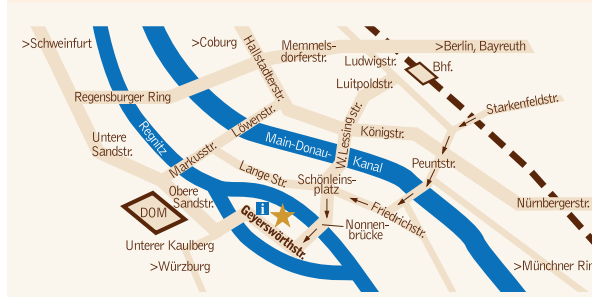 >Schweinfurt
>Coburg
Hallstadterstr.
Memmels-
dorferstr.
Ludwigstr.
>Berlin, Bayreuth
Bhf.
Luitpoldstr.
Regensburger Ring
Starkenfeldstr.
Löwenstr.
W. Lessingstr.
Königstr.
Untere
Sandstr.
Regnitz
Main-Donau-
Kanal
Markusstr.
Peuntstr.
Lange Str.
Schönleins-
platz
Obere
Sandstr.
DOM
i
Geyerswörthstr.
Friedrichstr.
Nürnbergerstr.
Nonnen-
brücke
Unterer Kaulberg
>Würzburg
>Münchner Rin